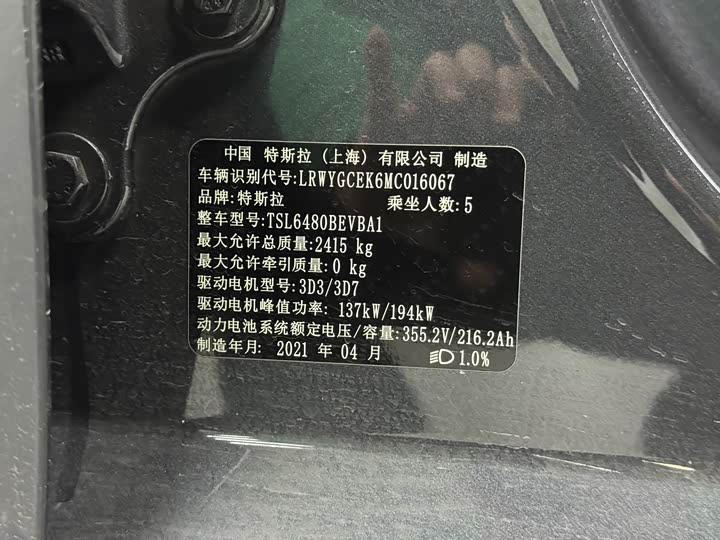 中国 特斯拉 (上海) 有限公司 制造
车辆识别代号:LRWYGCEK6MC016067
品牌:特斯拉 乘坐人数:5
整车型号:TSL6480BEVBA1
最大允许总质量:2415 kg
最大允许牵引质量:0 kg
驱动电机型号:3D3/3D7
驱动电机峰值功率: 137kW/194kW
动力电池系统额定电压/容量:355.2V/216.2Ah
制造年月: 2021 年 04 月 1.0%